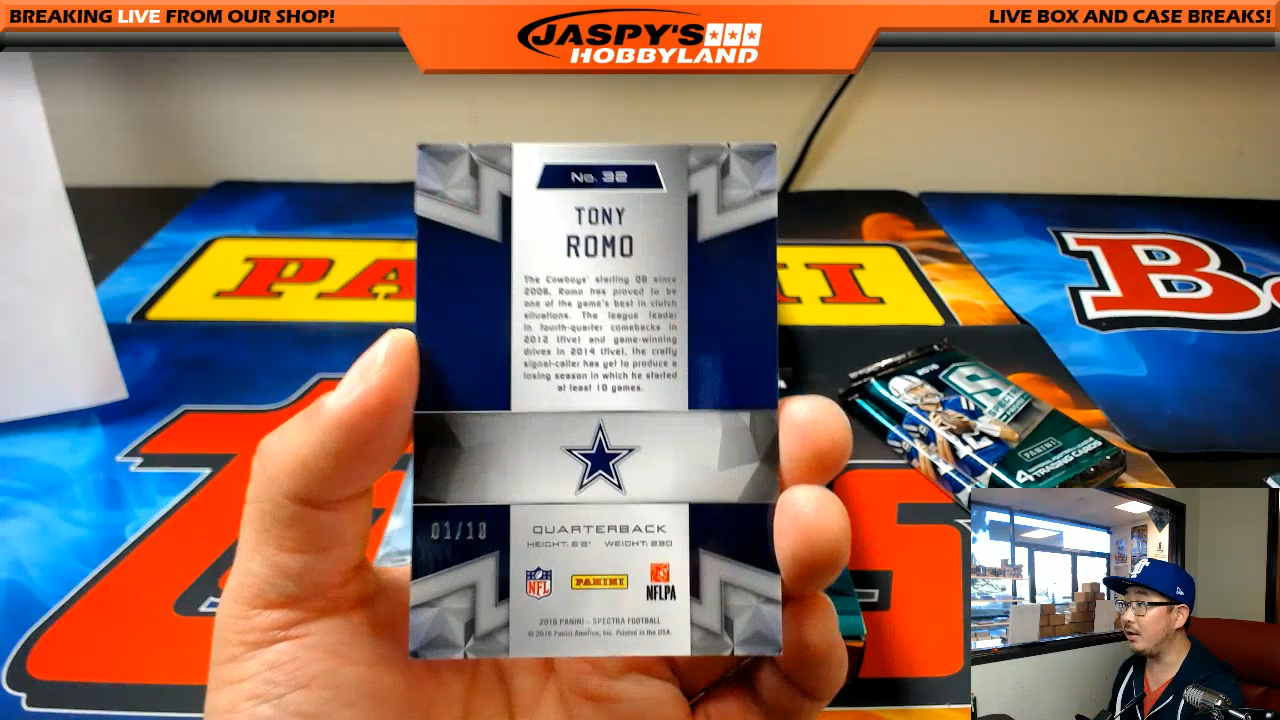 BREAKING LIVE FROM OUR SHOP!
JASPY'S
HOBBYLAND
LIVE BOX AND CASE BREAKS!
No. 32
TONY
ROMO
The Cowboys' starting QB since
2006, Romo has proved to be
one of the game's best in clutch
situations. The league leader
in fourth-quarter comebacks in
2012 (five) and game-winning
drives in 2014 (five), the crafty
signal-caller has yet to produce a
losing season in which he started
at least 10 games.
01/10
QUARTERBACK
HEIGHT: 6'2" WEIGHT: 230
NFL
PANINI
NFLPA
2016 PANINI – SPECTRA FOOTBALL
© 2016 Panini America, Inc. Printed in the USA.
PA
NI
B
2016
S
SPECTRA
12
PANINI
4 TRADING CARDS